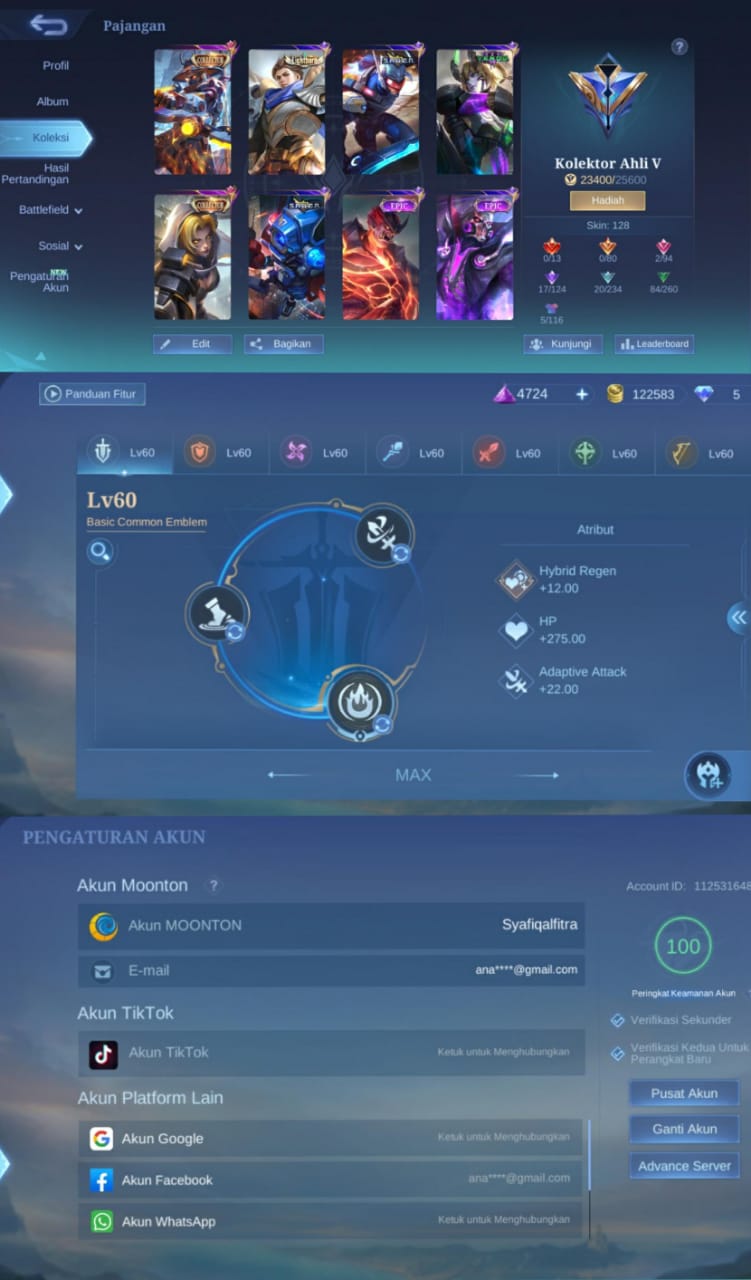 Pajangan
Profil
Album
Koleksi
Hasil
Pertandingan
Battlefield
Sosial
NEW
Pengaturan
Akun
COLLECTOR
Lightborn
S.A.B.E.R.
COLLECTOR
S.A.B.E.R.
EPIC
EPIC
?
Kolektor Ahli V
23400/25600
Hadiah
Skin: 128
0/13
0/80
2/94
17/124
20/234
84/260
5/116
Edit
Bagikan
Kunjungi
Leaderboard
Panduan Fitur
4724
122583
5
Lv60
Lv60
Lv60
Lv60
Lv60
Lv60
Lv60
Lv60
Basic Common Emblem
Atribut
Hybrid Regen
+12.00
HP
+275.00
Adaptive Attack
+22.00
MAX
PENGATURAN AKUN
Akun Moonton ?
Akun MOONTON Syafiqalfitra
E-mail ana****@gmail.com
Akun TikTok
Akun TikTok Ketuk untuk Menghubungkan
Akun Platform Lain
Akun Google Ketuk untuk Menghubungkan
Akun Facebook ana****@gmail.com
Akun WhatsApp Ketuk untuk Menghubungkan
Account ID: 112531648
100
Peringkat Keamanan Akun
Verifikasi Sekunder
Verifikasi Kedua Untuk
Perangkat Baru
Pusat Akun
Ganti Akun
Advance Server